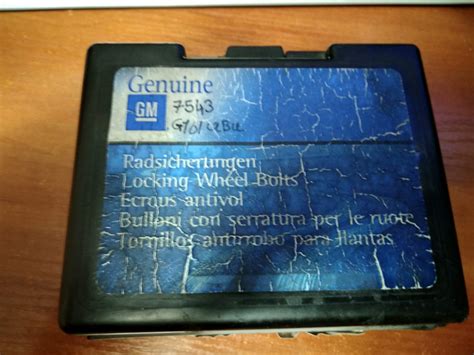 Genuine
GM
7543
Radsicherungen
Locking Wheel Bolts
Ecrous antivol
Bulloni con serratura per le ruote
Tornillos antirrobo para llantas